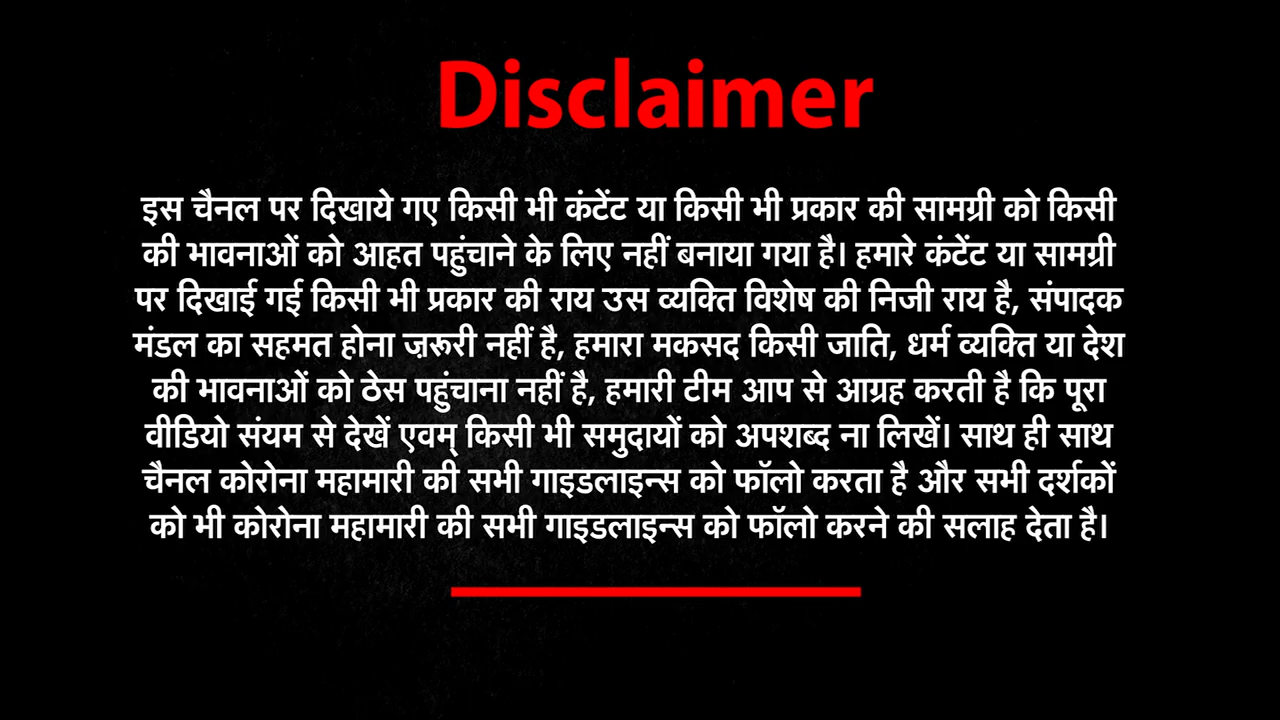 Disclaimer
इस चैनल पर दिखाये गए किसी भी कंटेंट या किसी भी प्रकार की सामग्री को किसी
की भावनाओं को आहत पहुंचाने के लिए नहीं बनाया गया है। हमारे कंटेंट या सामग्री
पर दिखाई गई किसी भी प्रकार की राय उस व्यक्ति विशेष की निजी राय है, संपादक
मंडल का सहमत होना ज़रूरी नहीं है, हमारा मकसद किसी जाति, धर्म व्यक्ति या देश
की भावनाओं को ठेस पहुंचाना नहीं है, हमारी टीम आप से आग्रह करती है कि पूरा
वीडियो संयम से देखें एवम् किसी भी समुदायों को अपशब्द ना लिखें। साथ ही साथ
चैनल कोरोना महामारी की सभी गाइडलाइन्स को फॉलो करता है और सभी दर्शकों
को भी कोरोना महामारी की सभी गाइडलाइन्स को फॉलो करने की सलाह देता है।